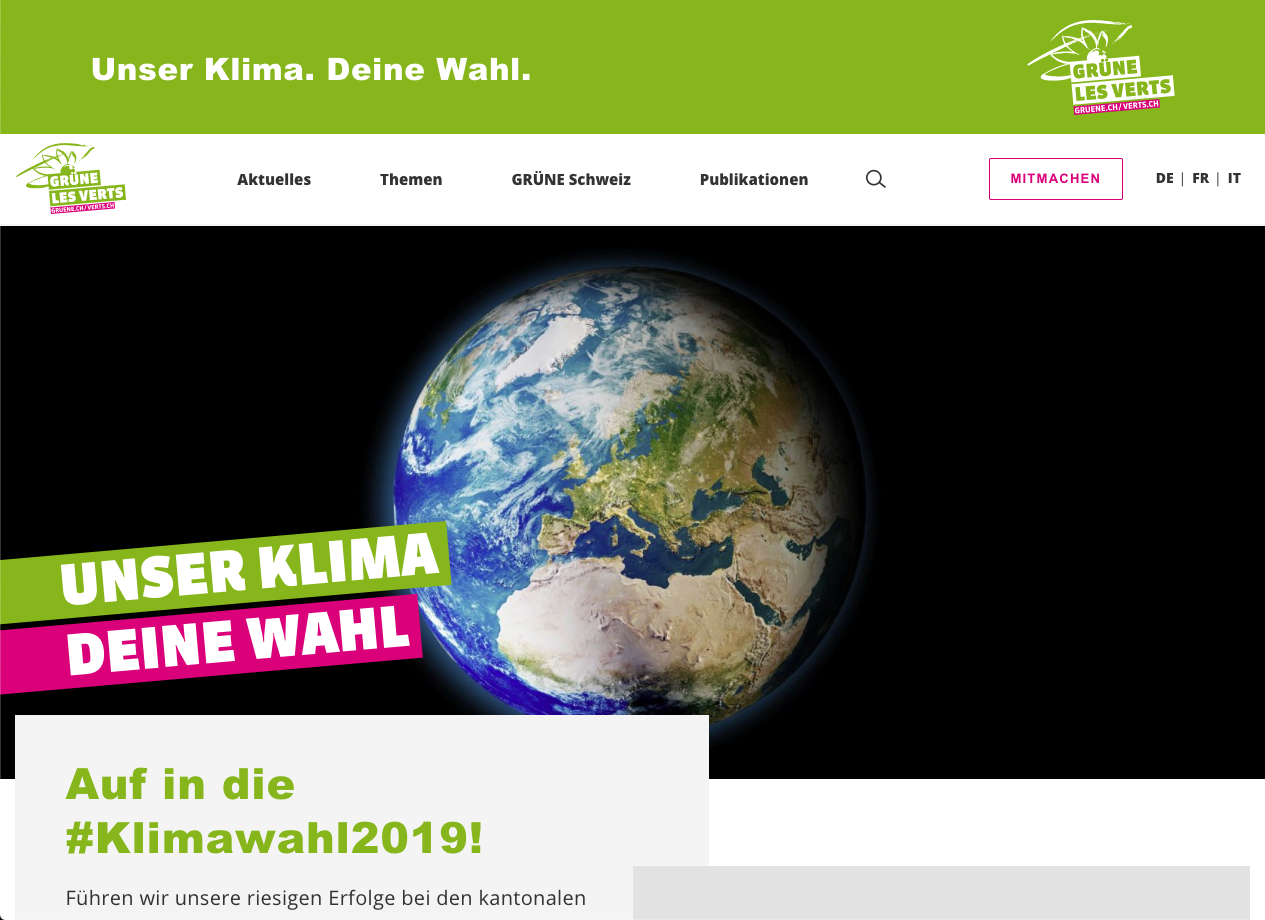 Unser Klima. Deine Wahl.
GRÜNE
LES VERTS
GRUENE.CH/VERTS.CH
GRÜNE
LES VERTS
GRUENE.CH/VERTS.CH
Aktuelles Themen GRÜNE Schweiz Publikationen MITMACHEN DE | FR | IT
UNSER KLIMA
DEINE WAHL
Auf in die
#Klimawahl2019!
Führen wir unsere riesigen Erfolge bei den kantonalen